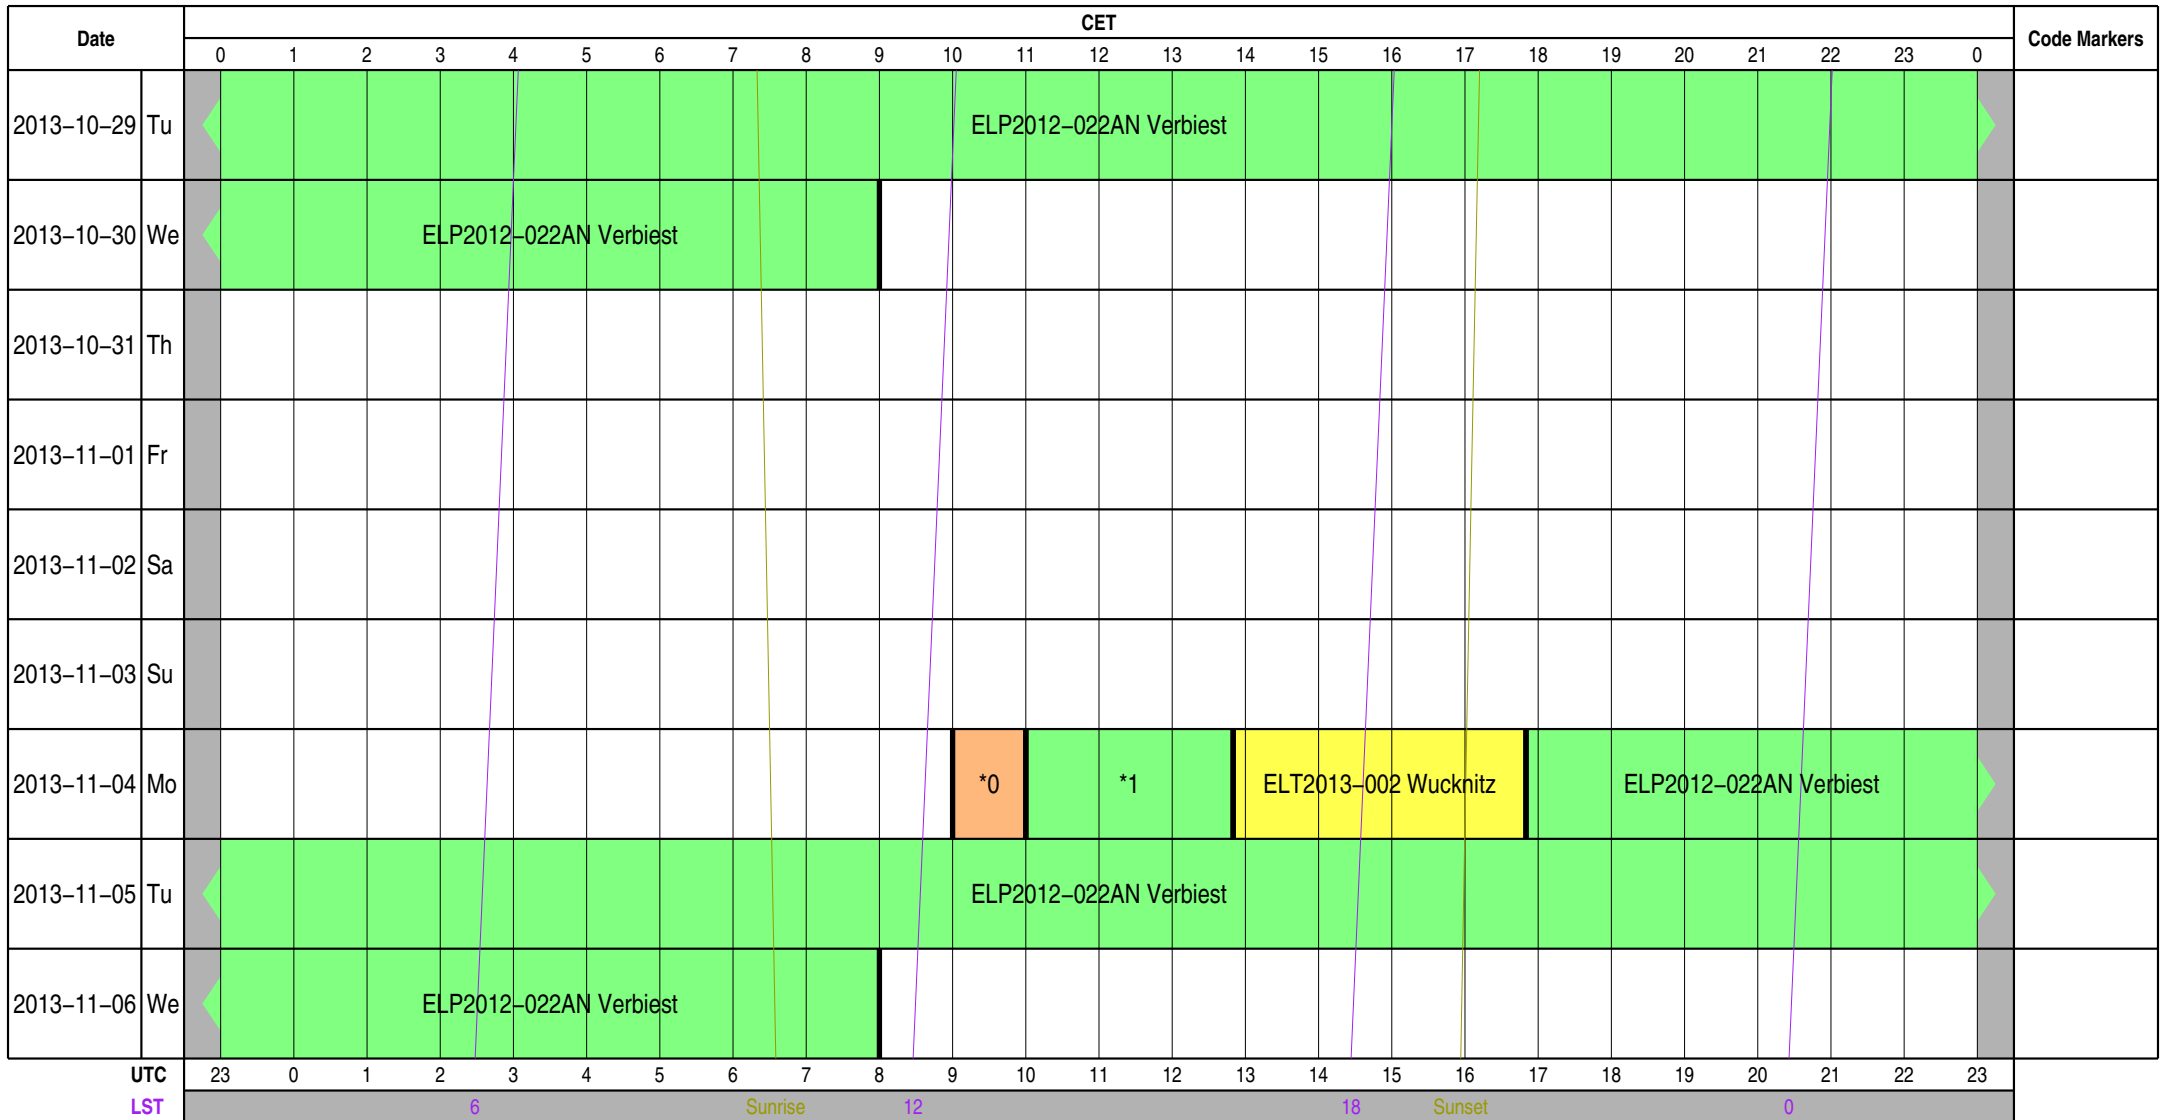 Date CET Code Markers
0 1 2 3 4 5 6 7 8 9 10 11 12 13 14 15 16 17 18 19 20 21 22 23 0
2013−10−29 Tu ELP2012−022AN Verbiest
2013−10−30 We ELP2012−022AN Verbiest
2013−10−31 Th
2013−11−01 Fr
2013−11−02 Sa
2013−11−03 Su
2013−11−04 Mo *0 *1 ELT2013−002 Wucknitz ELP2012−022AN Verbiest
2013−11−05 Tu ELP2012−022AN Verbiest
2013−11−06 We ELP2012−022AN Verbiest
UTC 23 0 1 2 3 4 5 6 7 8 9 10 11 12 13 14 15 16 17 18 19 20 21 22 23
LST 6 Sunrise 12 18 Sunset 0